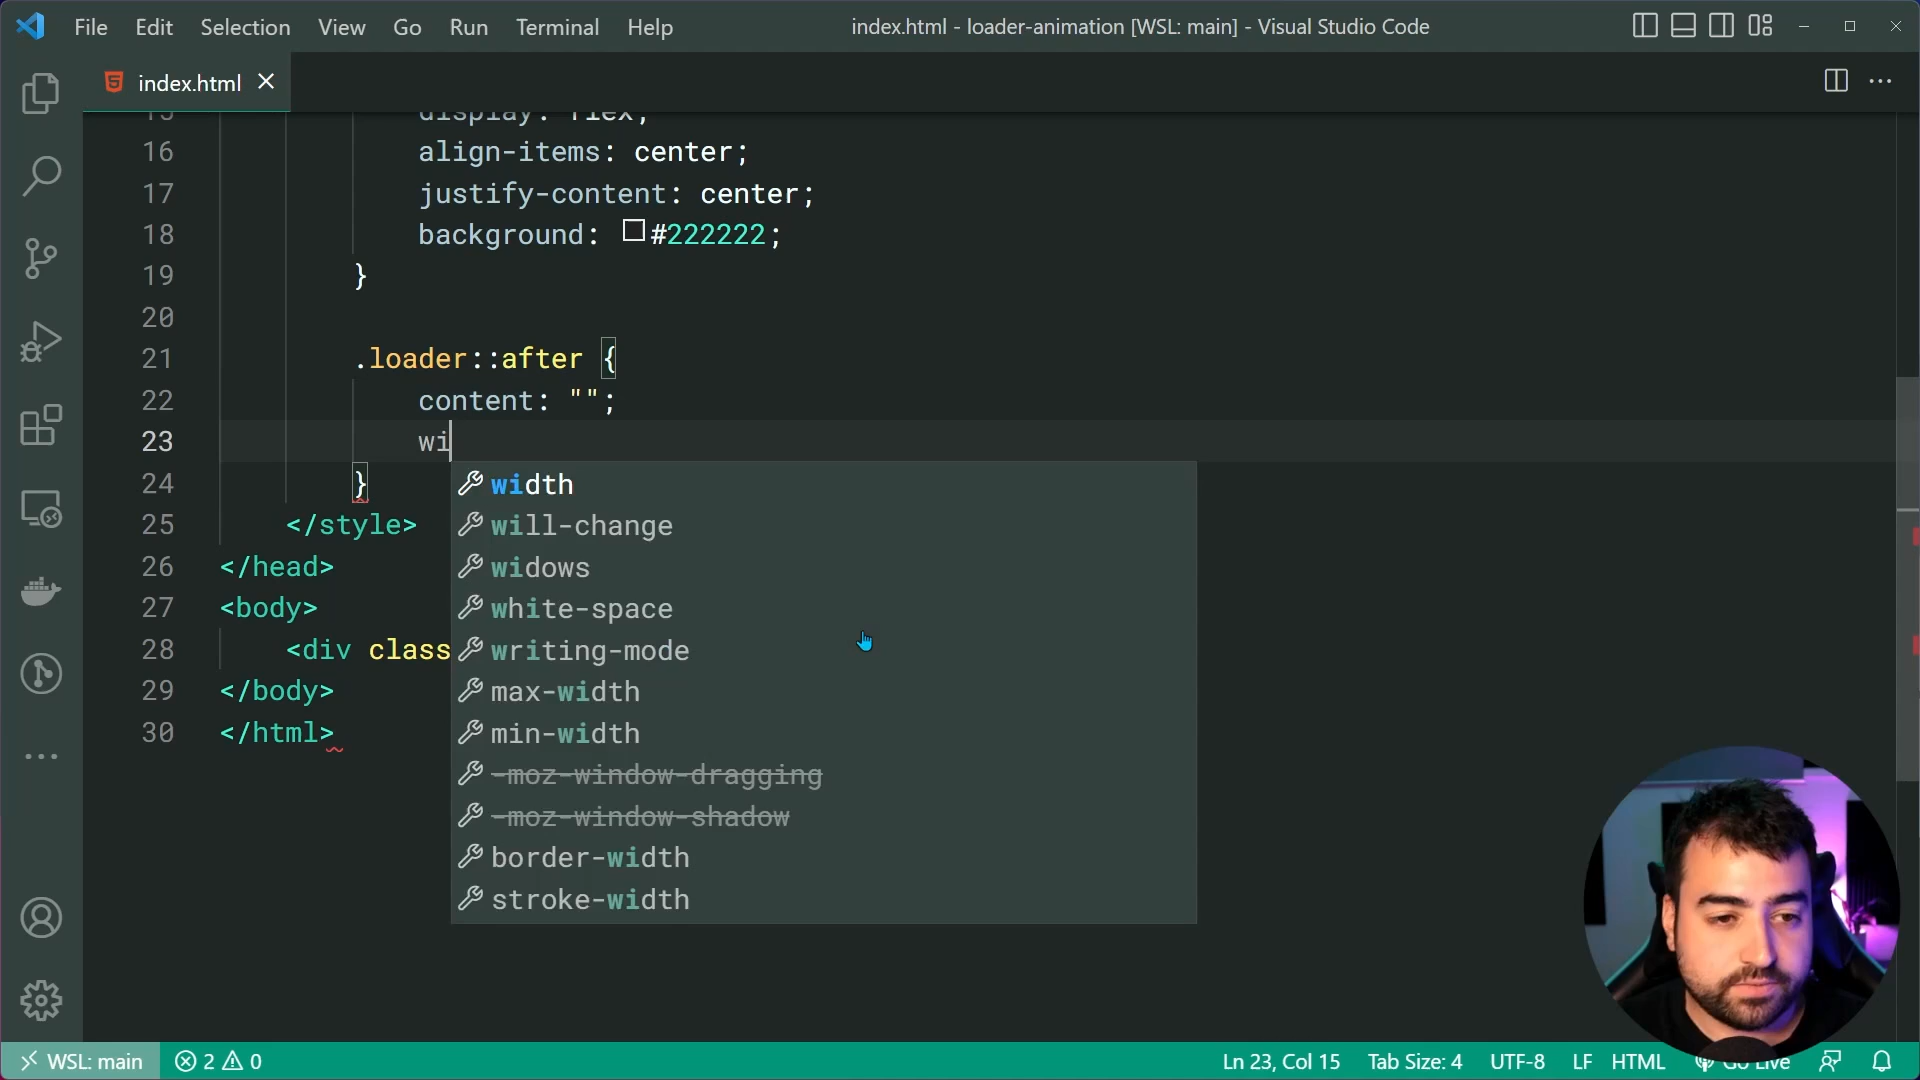 File Edit Selection View Go Run Terminal Help
index.html - loader-animation [WSL: main] - Visual Studio Code
index.html
15 display: flex;
16 align-items: center;
17 justify-content: center;
18 background: #222222;
19 }
20
21 .loader::after {
22 content: "";
23 wi
24 }
width
25 </style>
will-change
26 </head>
widows
27 <body>
white-space
28 <div class
writing-mode
29 </body>
max-width
30 </html>
min-width
-moz-window-dragging
-moz-window-shadow
border-width
stroke-width
WSL: main 2 0 Ln 23, Col 15 Tab Size: 4 UTF-8 LF HTML Go Live